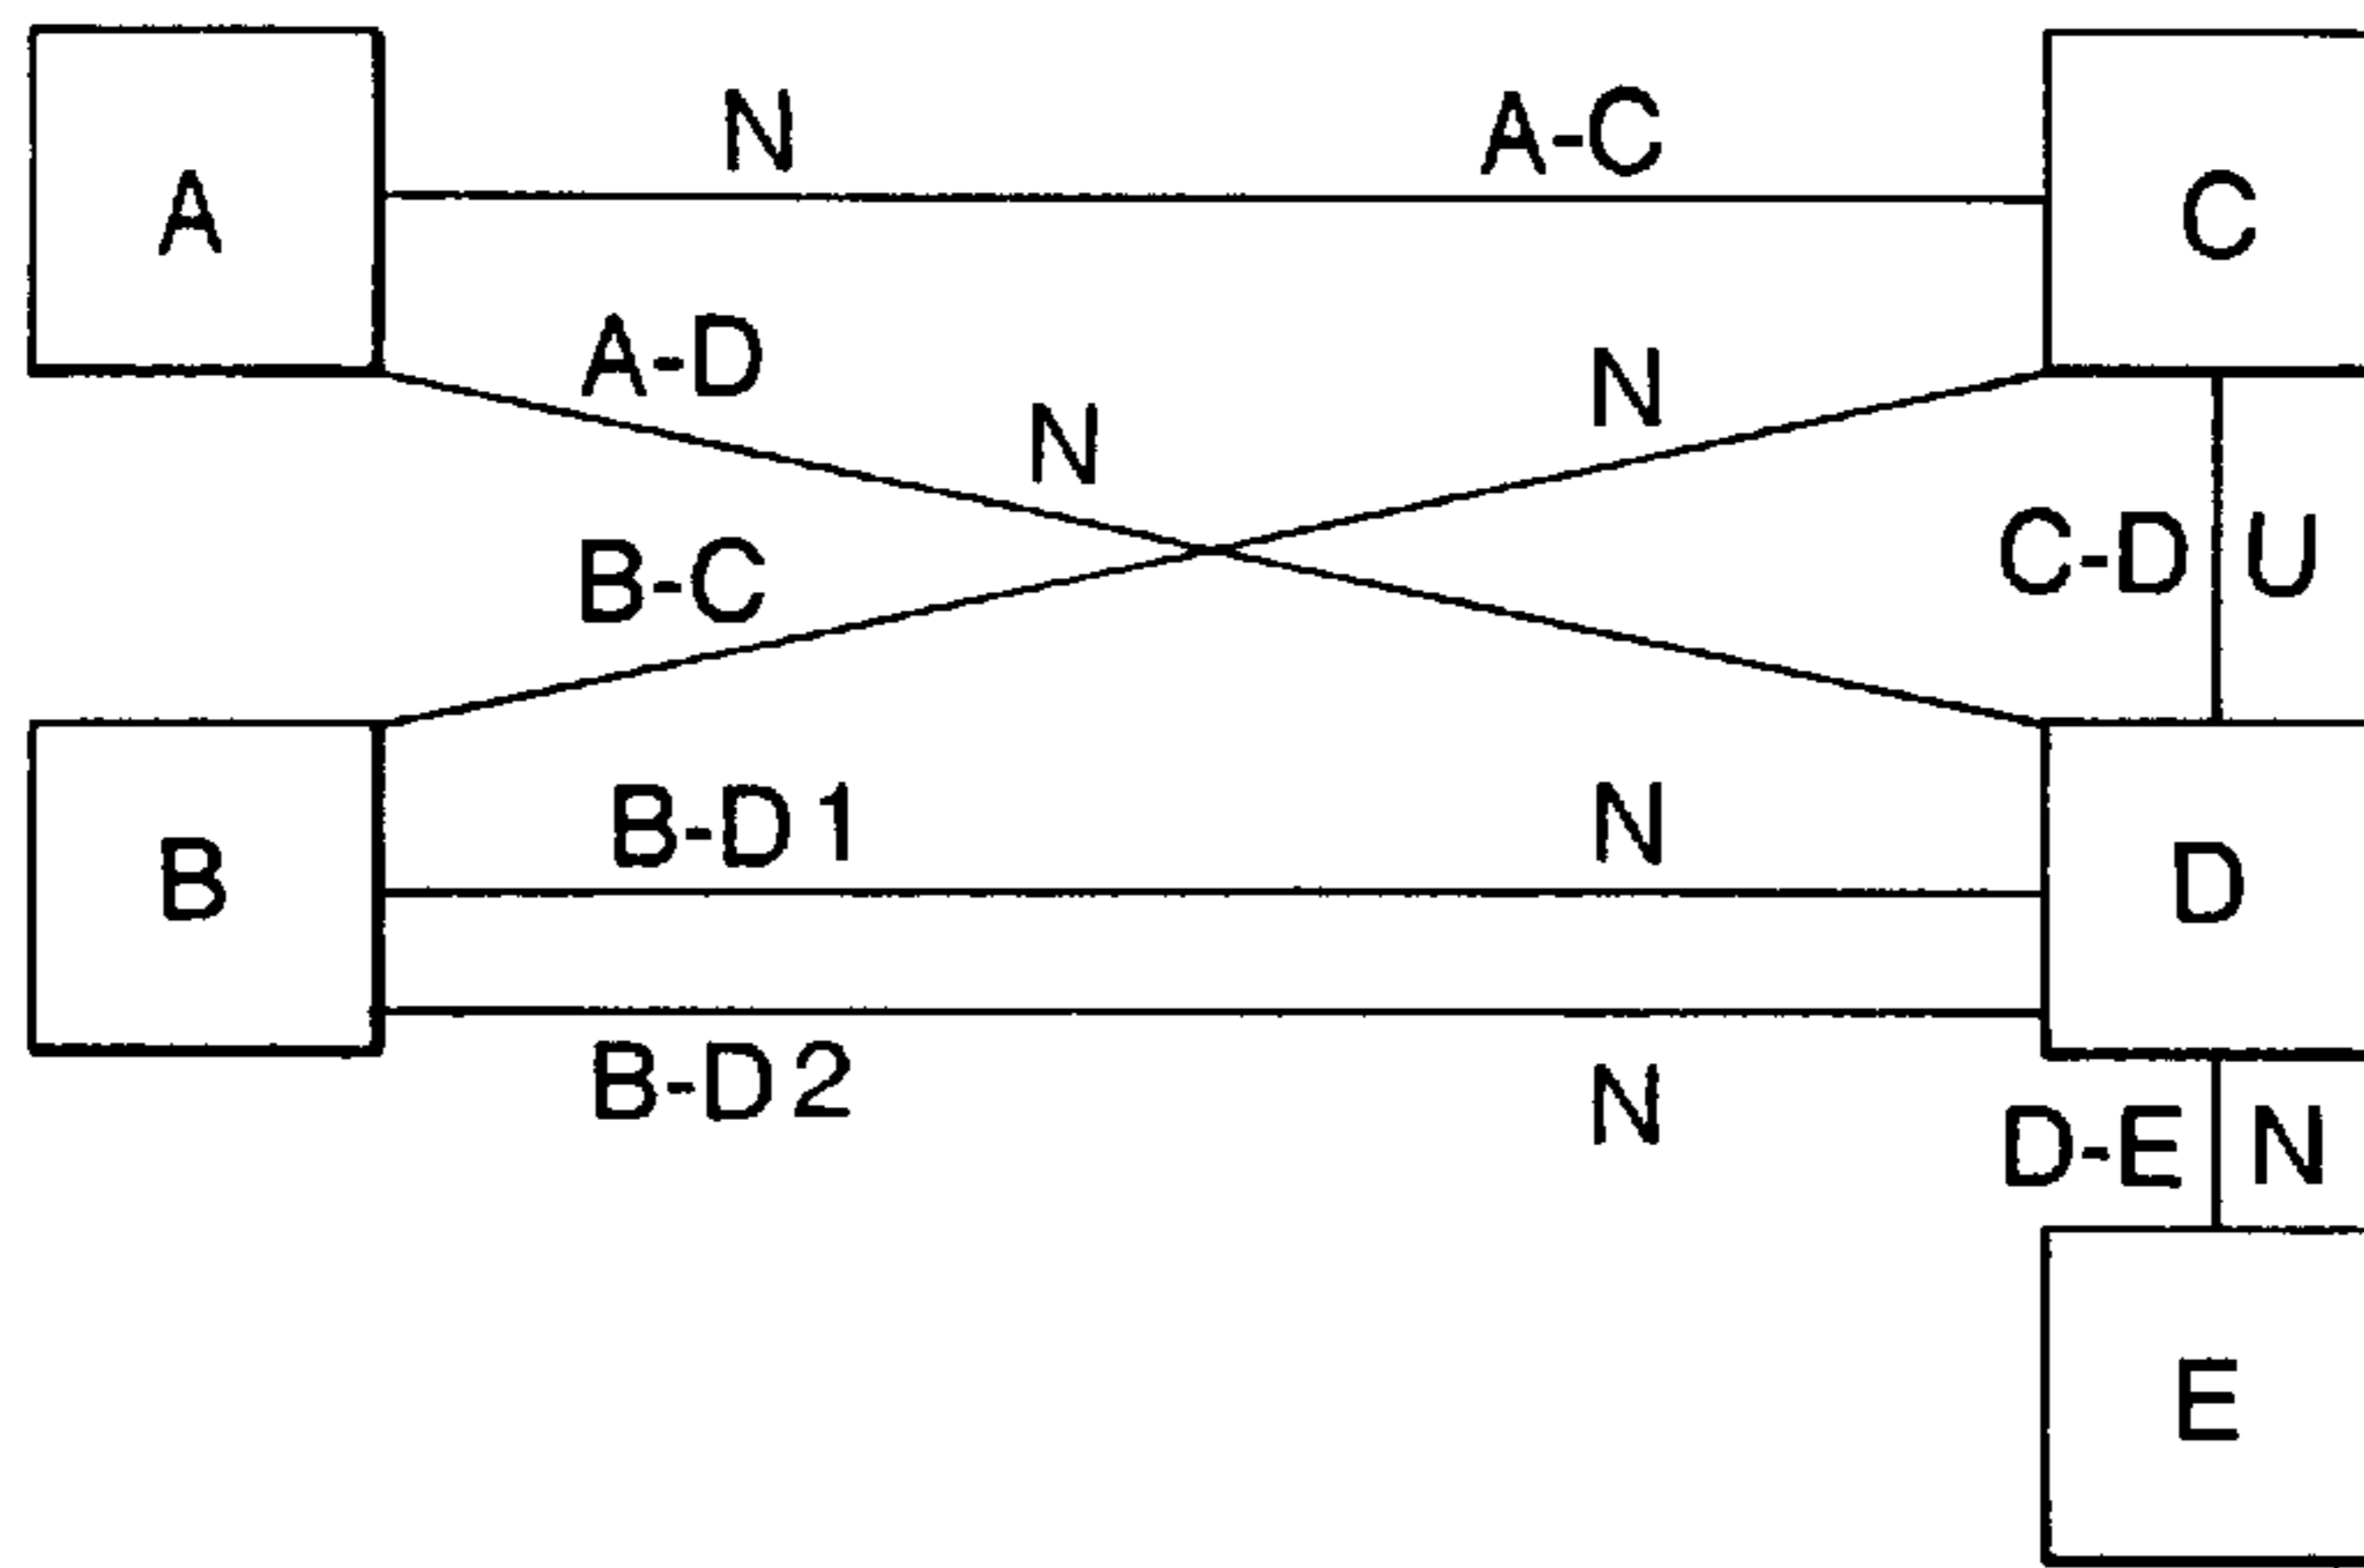 N A-C
A C
A-D N
N
B-C C-D U
B-D1 N
B D
B-D2 N
D-E N
E